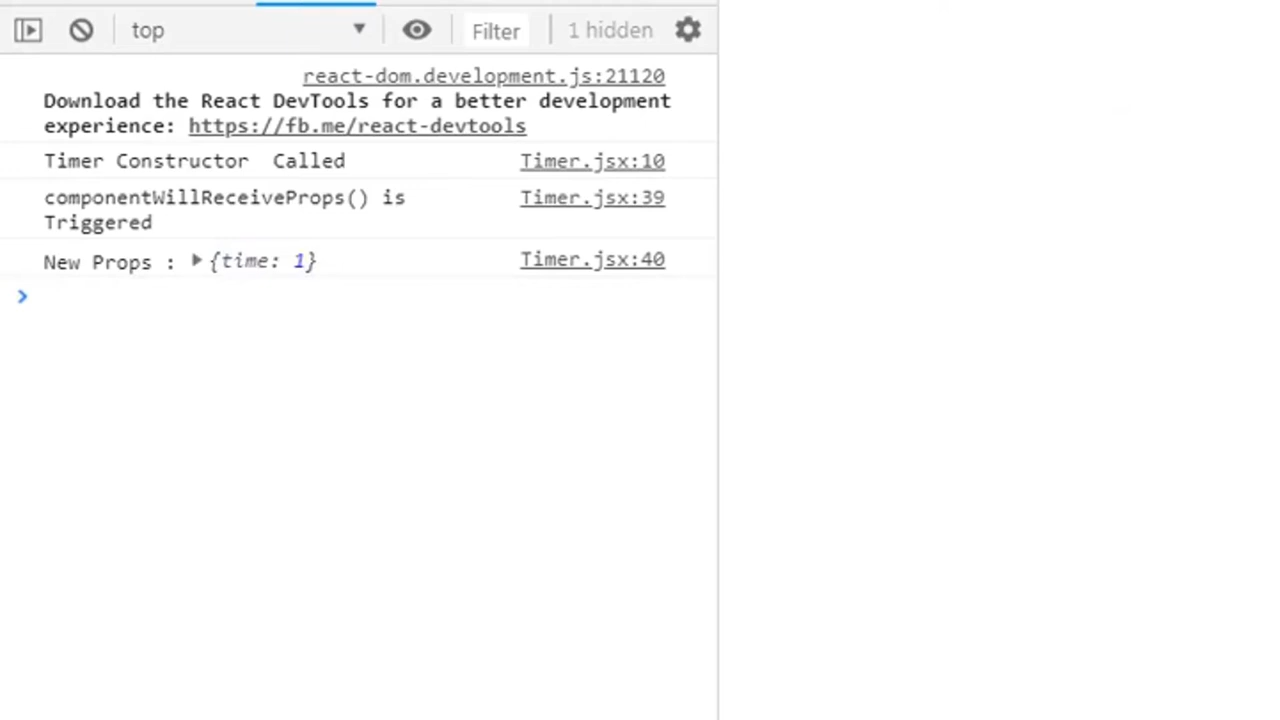 top
Filter
1 hidden
react-dom.development.js:21120
Download the React DevTools for a better development
experience: https://fb.me/react-devtools
Timer Constructor  Called
Timer.jsx:10
componentWillReceiveProps() is
Timer.jsx:39
Triggered
New Props : {time: 1}
Timer.jsx:40